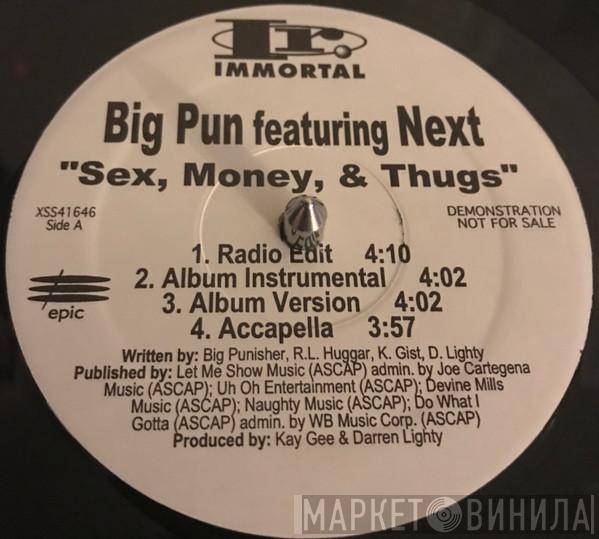 Ir.
IMMORTAL
Big Pun featuring Next
"Sex, Money, & Thugs"
XSS41646
Side A
DEMONSTRATION
NOT FOR SALE
1. Radio Edit 4:10
2. Album Instrumental 4:02
3. Album Version 4:02
4. Accapella 3:57
epic
Written by: Big Punisher, R.L. Huggar, K. Gist, D. Lighty
Published by: Let Me Show Music (ASCAP) admin. by Joe Cartegena
Music (ASCAP); Uh Oh Entertainment (ASCAP); Devine Mills
Music (ASCAP); Naughty Music (ASCAP); Do What I
Gotta (ASCAP) admin. by WB Music Corp. (ASCAP)
Produced by: Kay Gee & Darren Lighty
МАРКЕТ ВИНИЛА